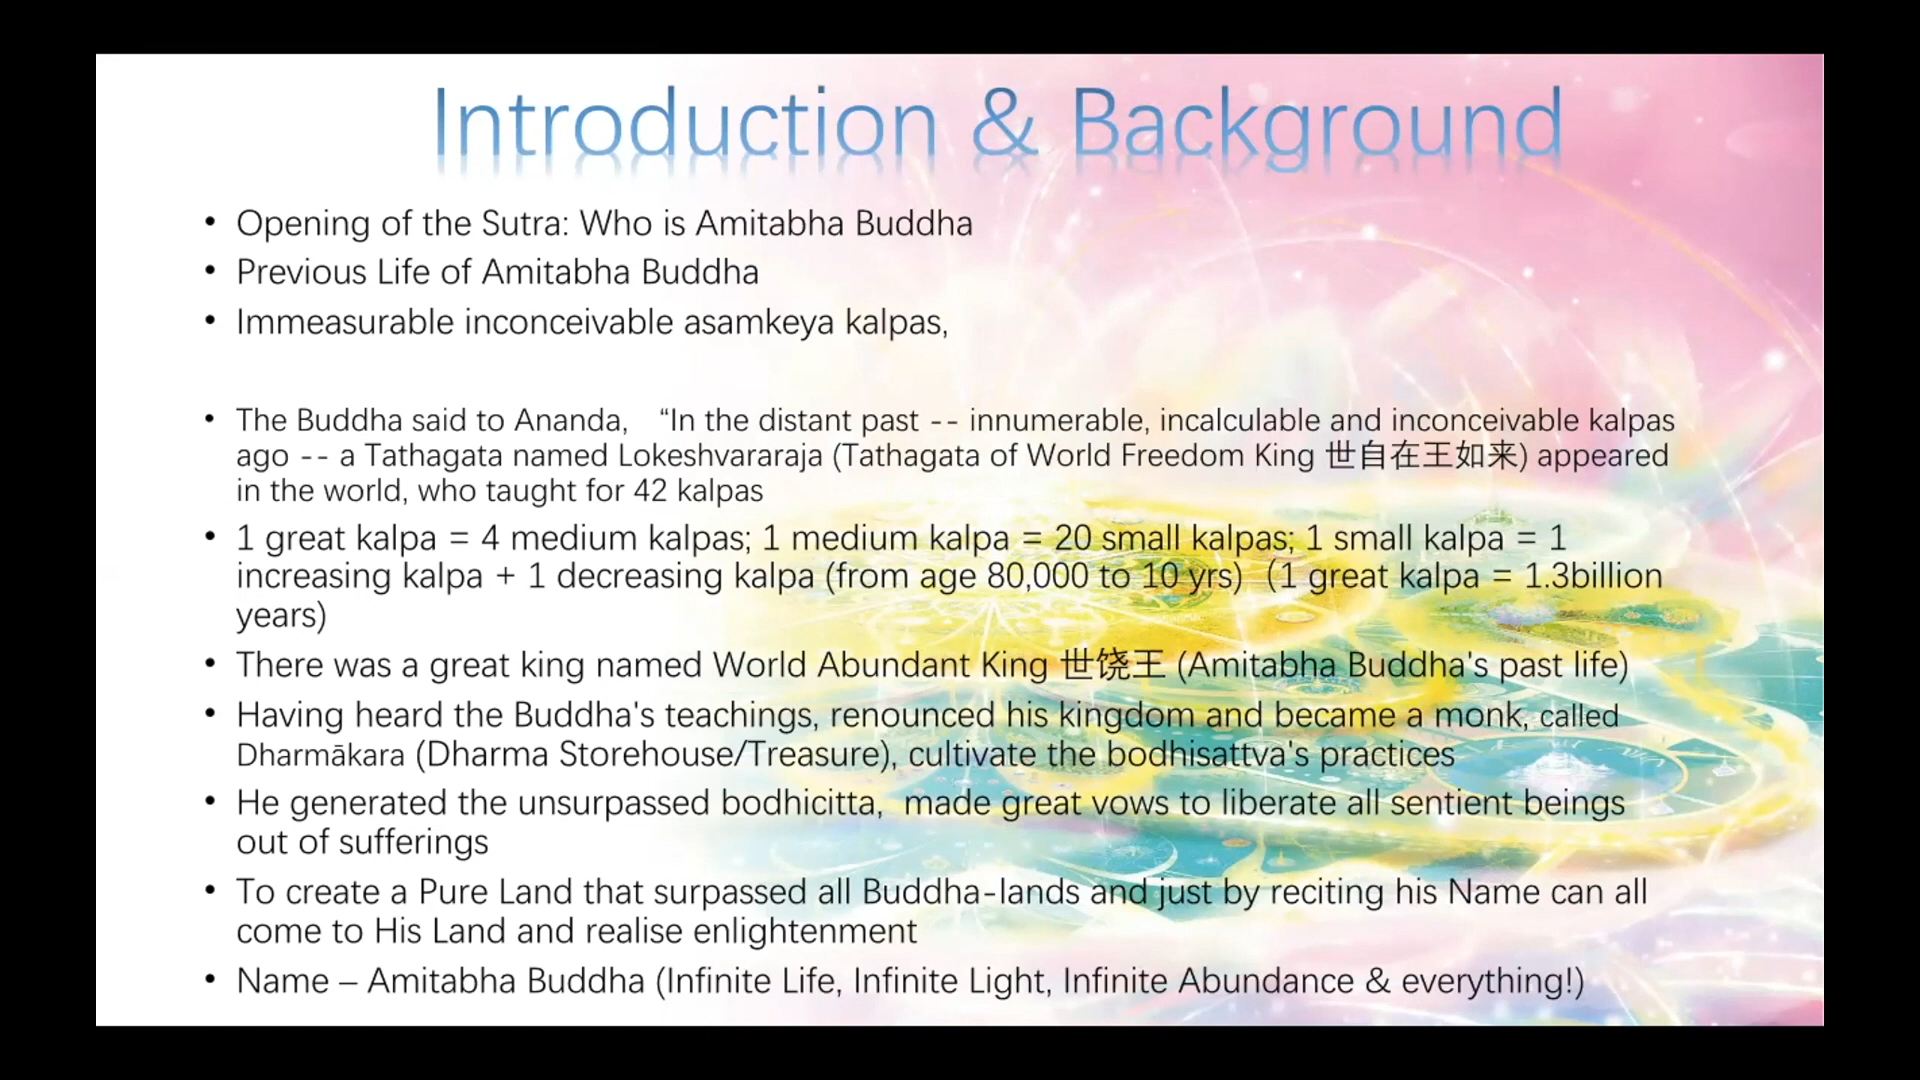 Introduction & Background
• Opening of the Sutra: Who is Amitabha Buddha
• Previous Life of Amitabha Buddha
• Immeasurable inconceivable asamkeya kalpas,
• The Buddha said to Ananda, “In the distant past -- innumerable, incalculable and inconceivable kalpas
ago -- a Tathagata named Lokeshvararaja (Tathagata of World Freedom King 世自在王如来) appeared
in the world, who taught for 42 kalpas
• 1 great kalpa = 4 medium kalpas; 1 medium kalpa = 20 small kalpas; 1 small kalpa = 1
increasing kalpa + 1 decreasing kalpa (from age 80,000 to 10 yrs) (1 great kalpa = 1.3billion
years)
• There was a great king named World Abundant King 世饶王 (Amitabha Buddha's past life)
• Having heard the Buddha's teachings, renounced his kingdom and became a monk, called
Dharmākara (Dharma Storehouse/Treasure), cultivate the bodhisattva's practices
• He generated the unsurpassed bodhicitta, made great vows to liberate all sentient beings
out of sufferings
• To create a Pure Land that surpassed all Buddha-lands and just by reciting his Name can all
come to His Land and realise enlightenment
• Name – Amitabha Buddha (Infinite Life, Infinite Light, Infinite Abundance & everything!)